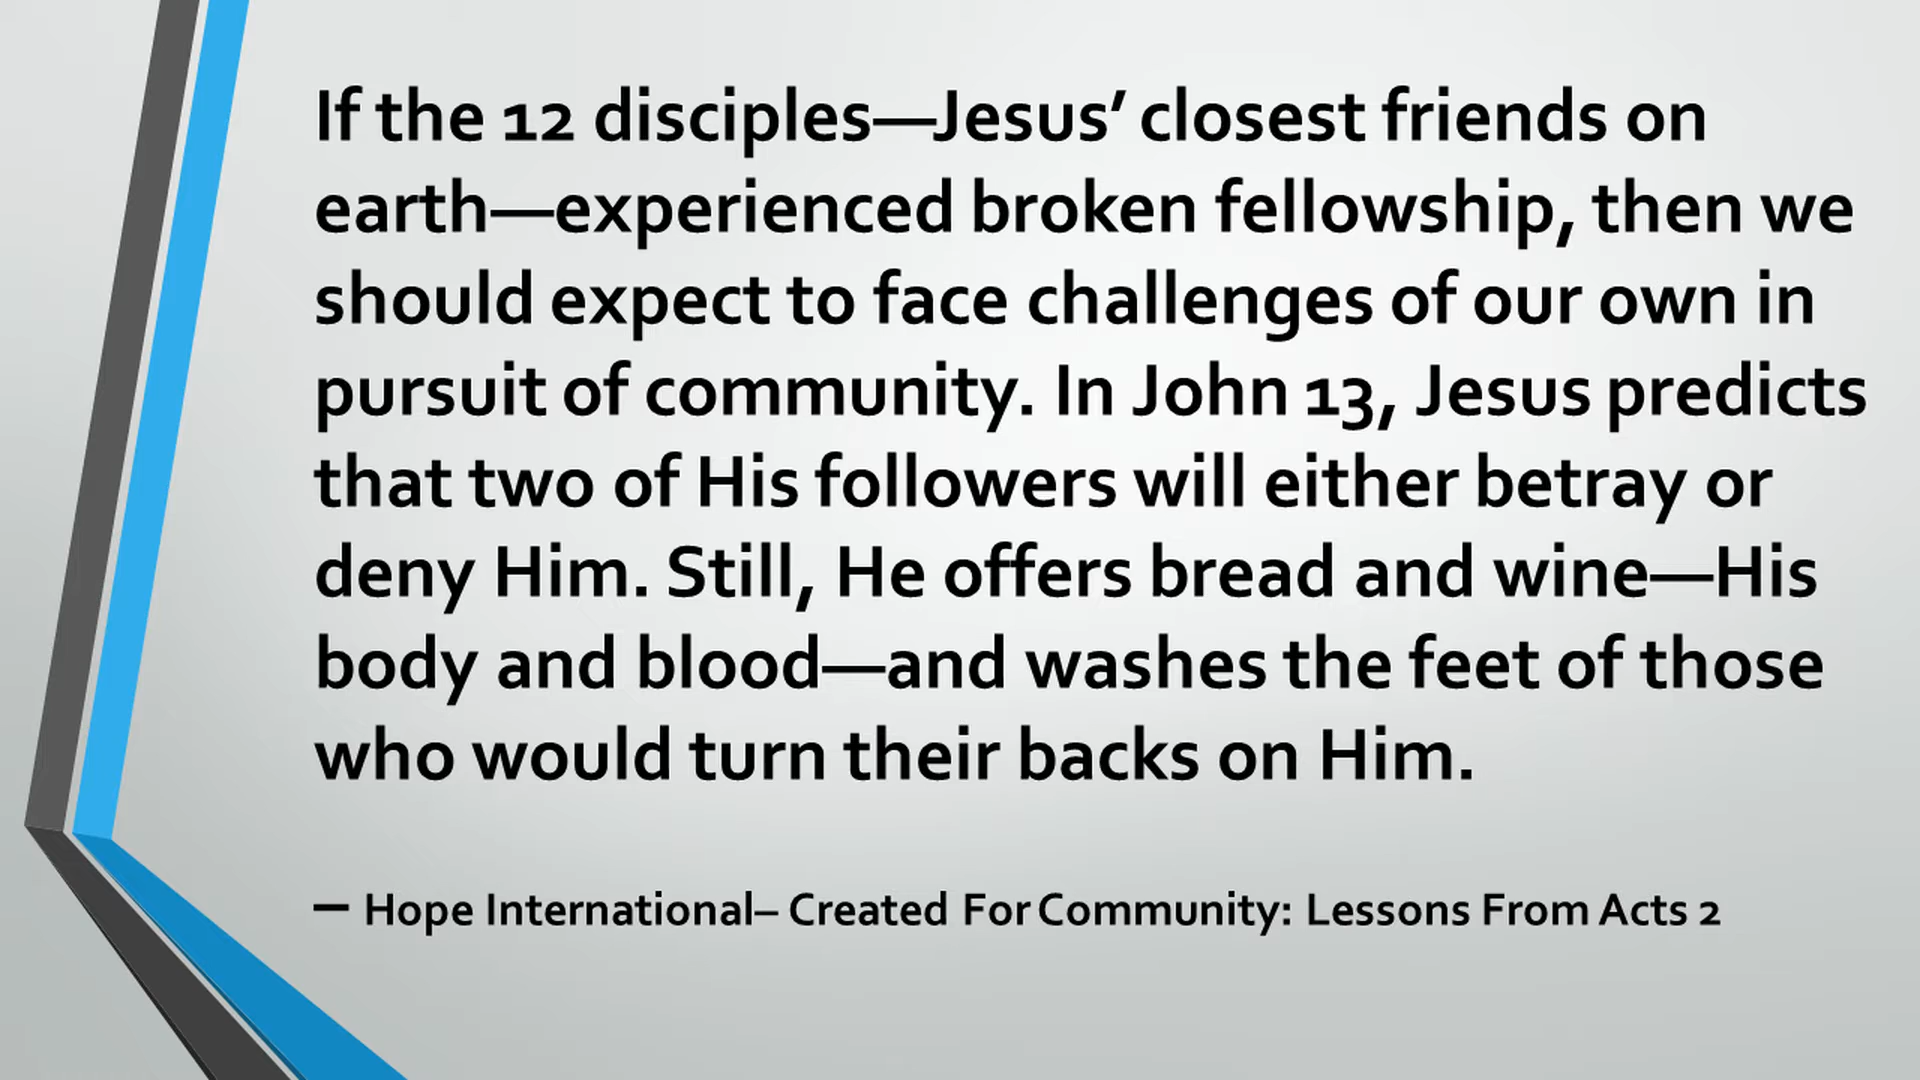 If the 12 disciples—Jesus’ closest friends on
earth—experienced broken fellowship, then we
should expect to face challenges of our own in
pursuit of community. In John 13, Jesus predicts
that two of His followers will either betray or
deny Him. Still, He offers bread and wine—His
body and blood—and washes the feet of those
who would turn their backs on Him.
— Hope International– Created For Community: Lessons From Acts 2